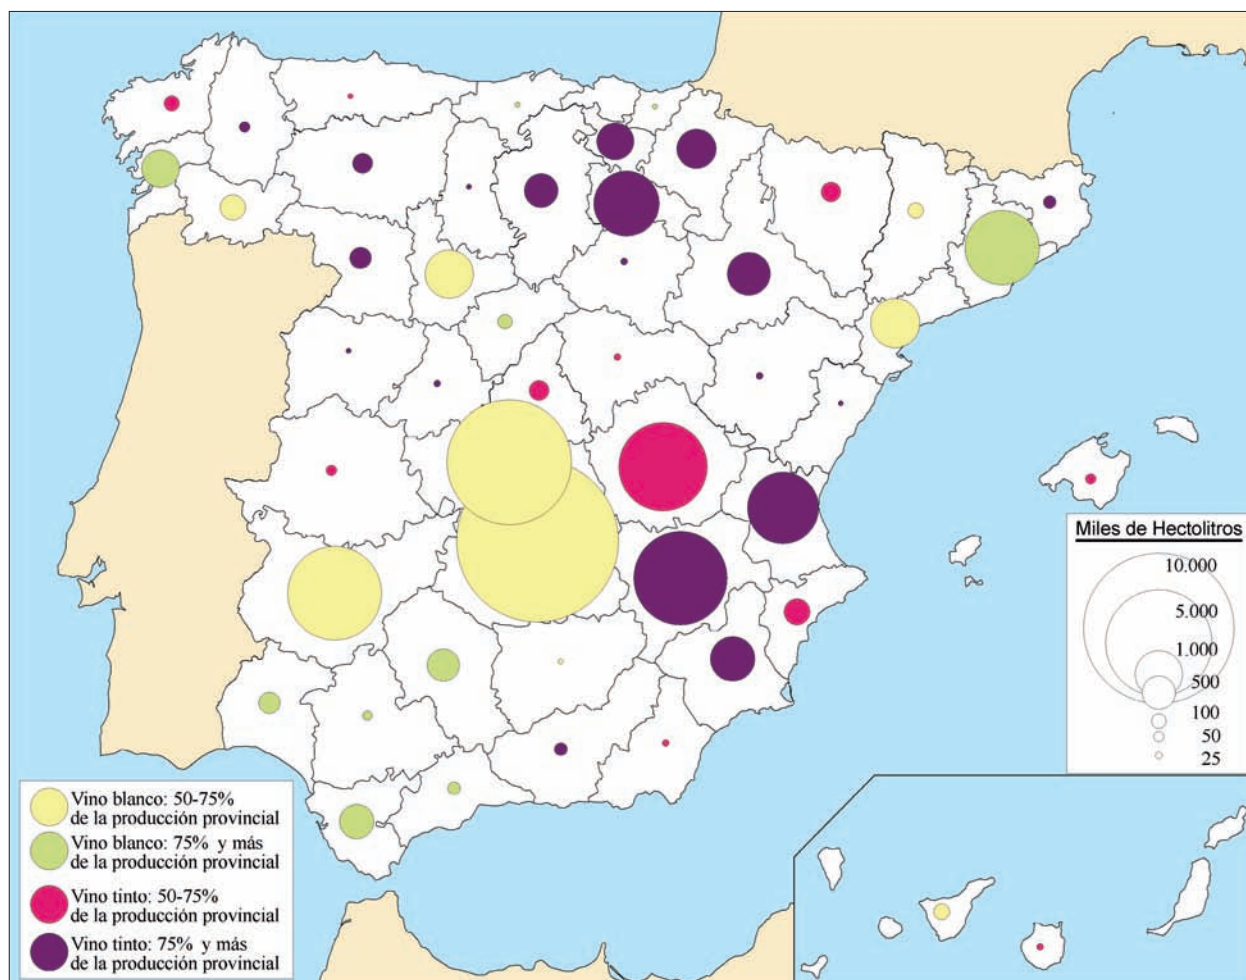 Miles de Hectolitros
10.000
5.000
1.000
500
100
50
25
Vino blanco: 50-75%
de la producción provincial
Vino blanco: 75% y más
de la producción provincial
Vino tinto: 50-75%
de la producción provincial
Vino tinto: 75% y más
de la producción provincial